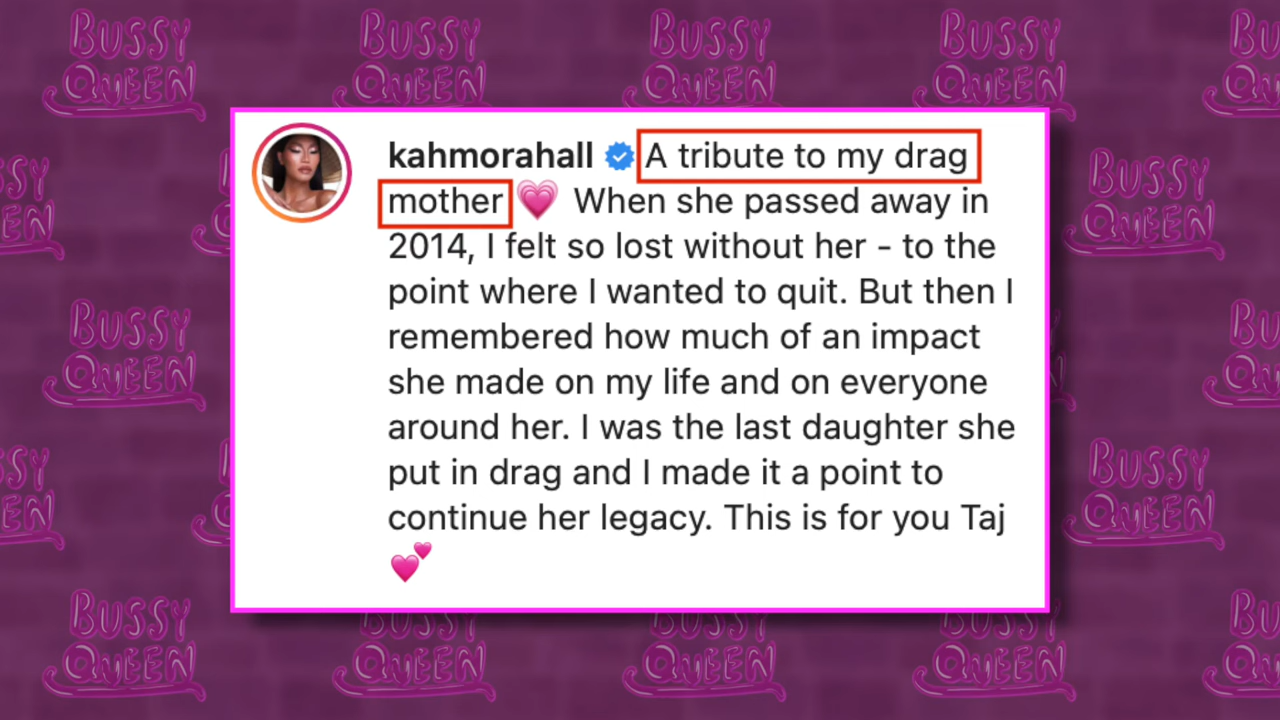 BUSSY QUEEN
kahmorahall A tribute to my drag
mother 💗 When she passed away in
2014, I felt so lost without her - to the
point where I wanted to quit. But then I
remembered how much of an impact
she made on my life and on everyone
around her. I was the last daughter she
put in drag and I made it a point to
continue her legacy. This is for you Taj
💕